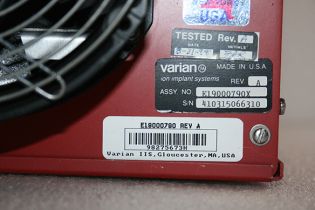 USA
TESTED Rev. A
DATE
INITIALS
varian
MADE IN U.S.A
ion implant systems
REV A
ASSY. NO. E19000790X
S/N 410315066310
E19000790 REV A
98275673H
Varian IIS,Gloucester,MA,USA